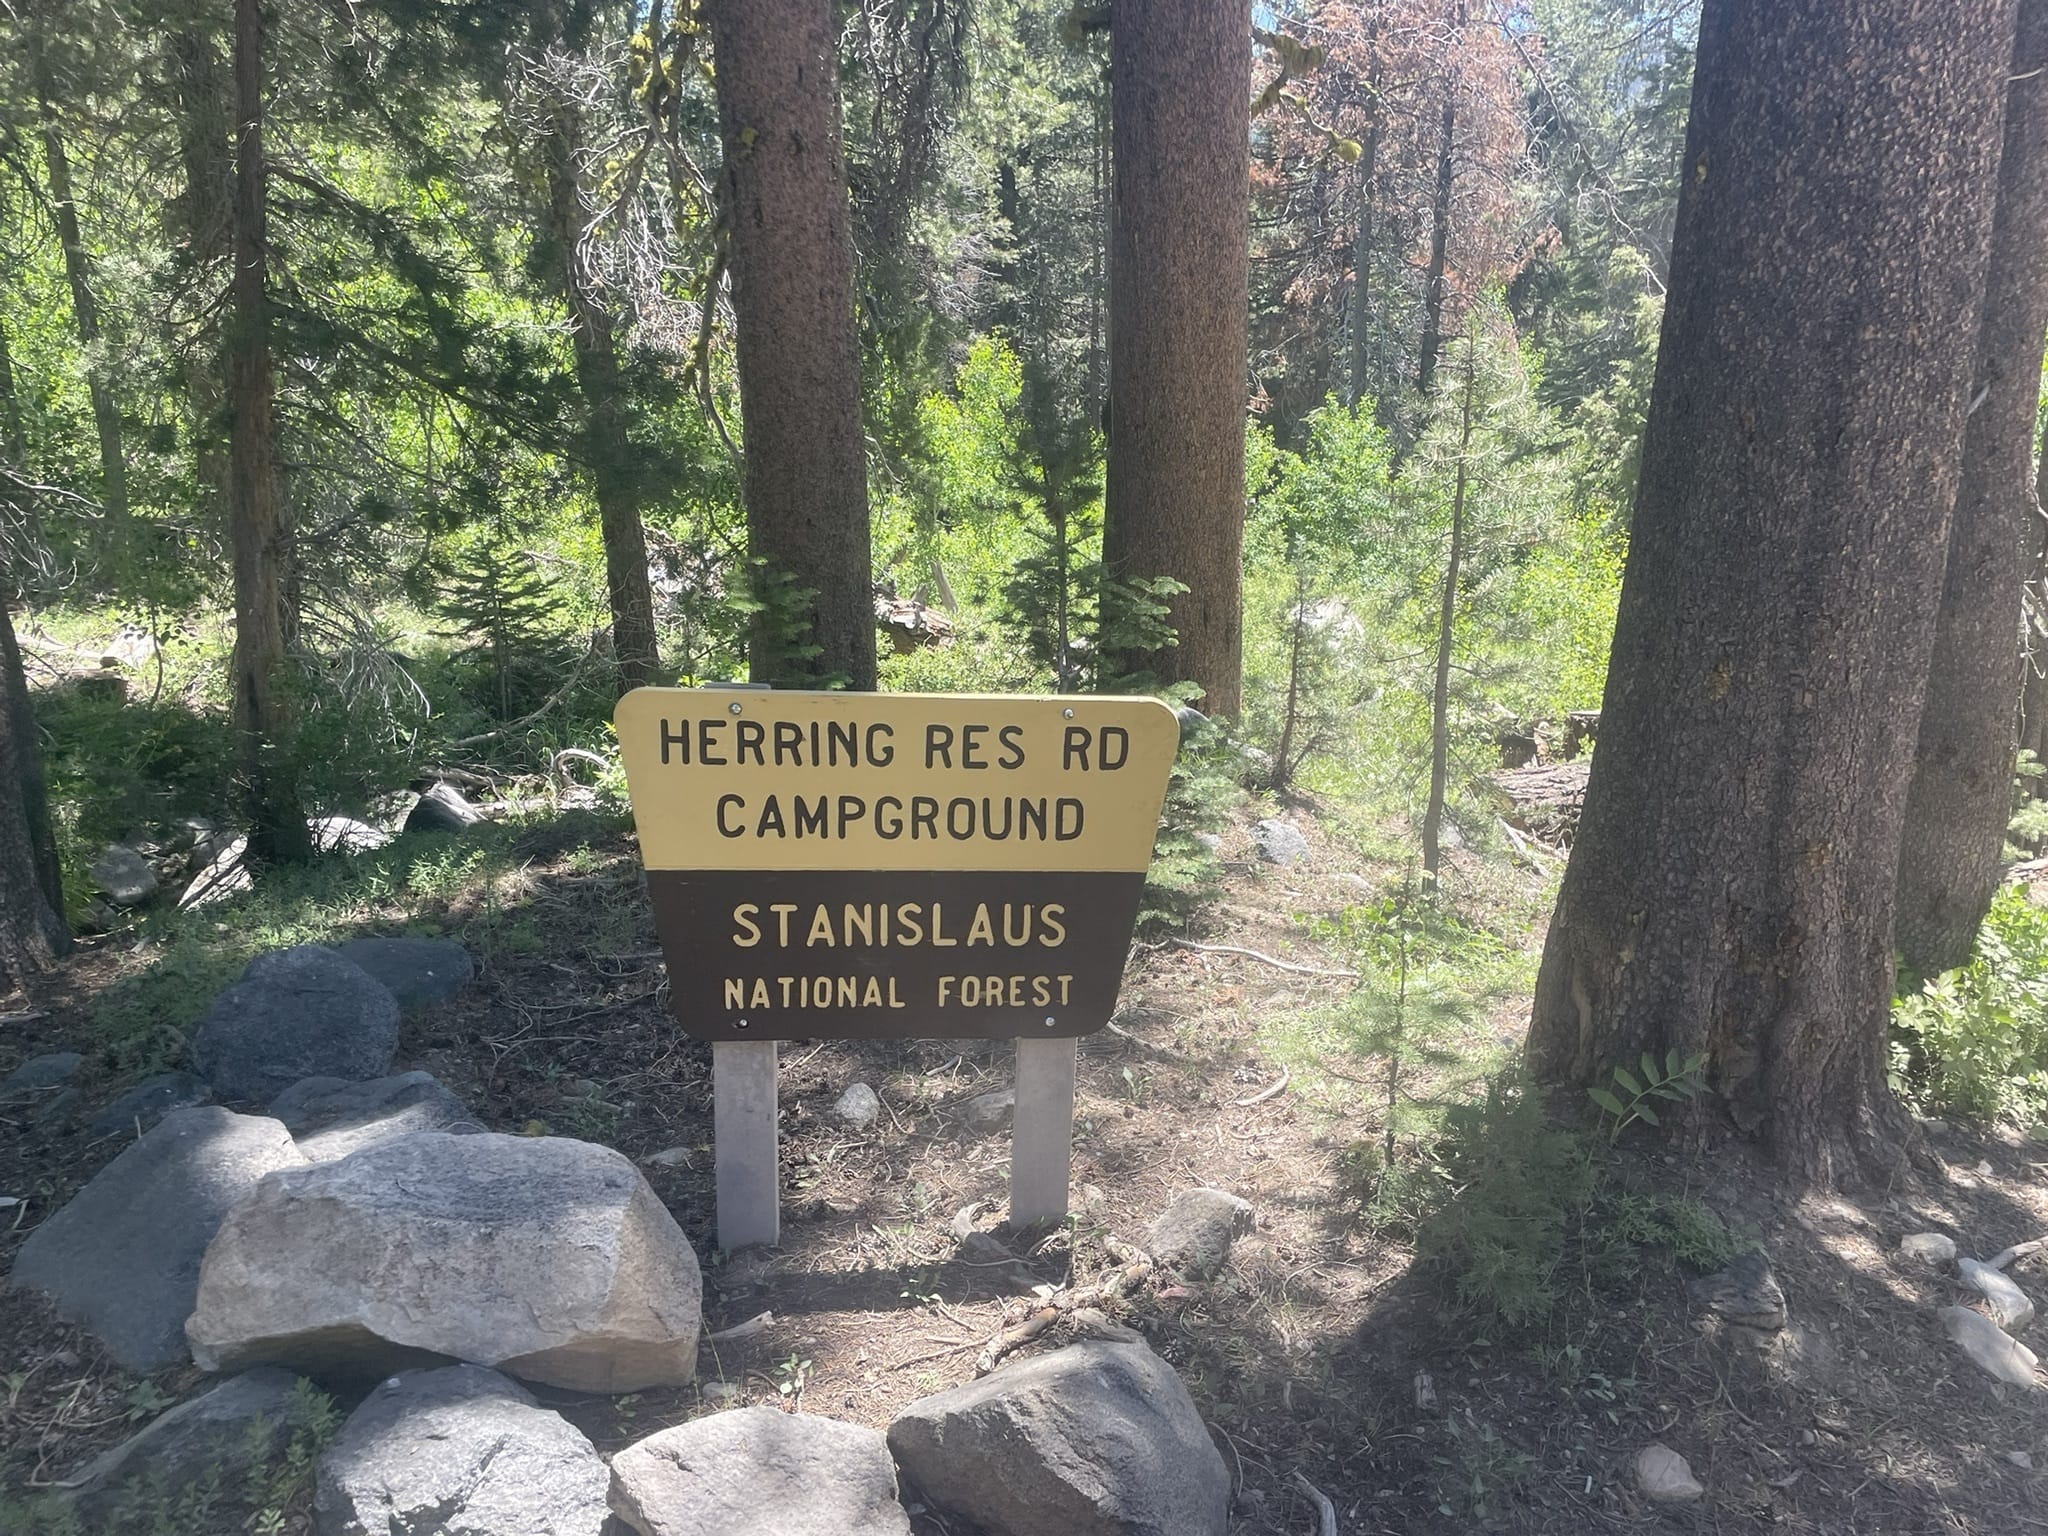 HERRING RES RD
CAMPGROUND
STANISLAUS
NATIONAL FOREST